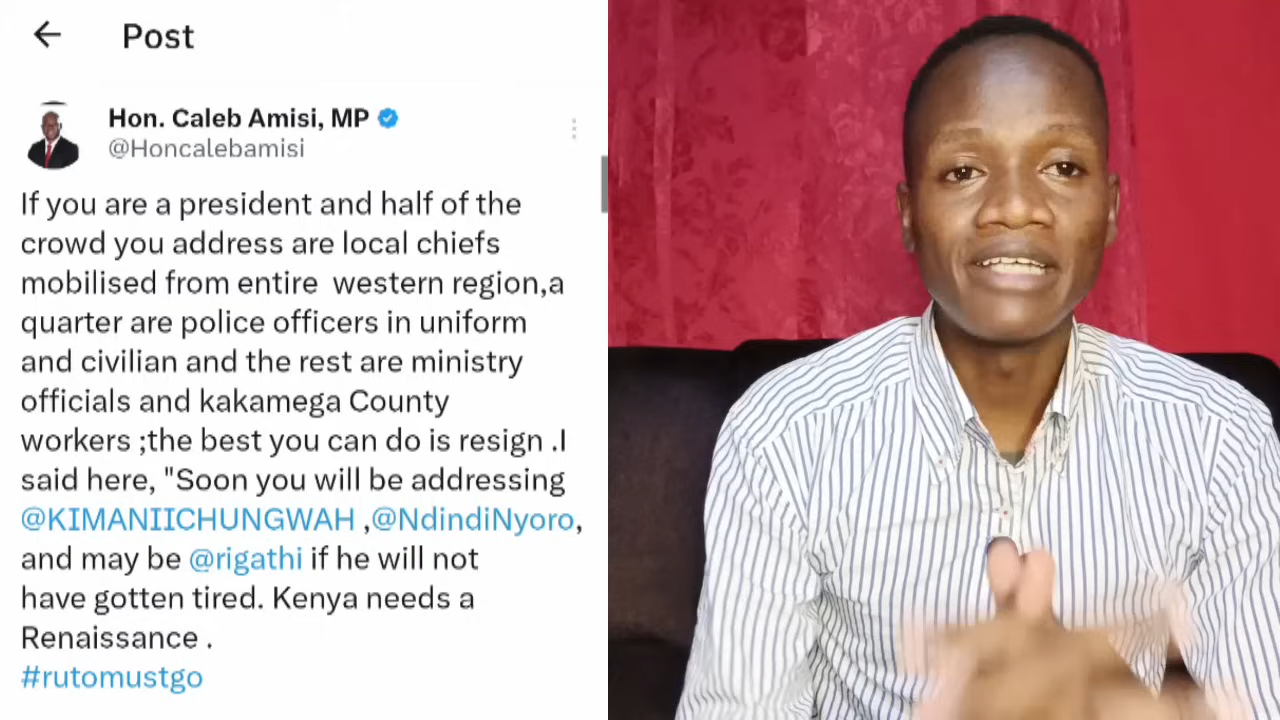 Post
Hon. Caleb Amisi, MP
@Honcalebamisi
If you are a president and half of the
crowd you address are local chiefs
mobilised from entire western region,a
quarter are police officers in uniform
and civilian and the rest are ministry
officials and kakamega County
workers ;the best you can do is resign .I
said here, "Soon you will be addressing
@KIMANIICHUNGWAH ,@NdindiNyoro,
and may be @rigathi if he will not
have gotten tired. Kenya needs a
Renaissance .
#rutomustgo